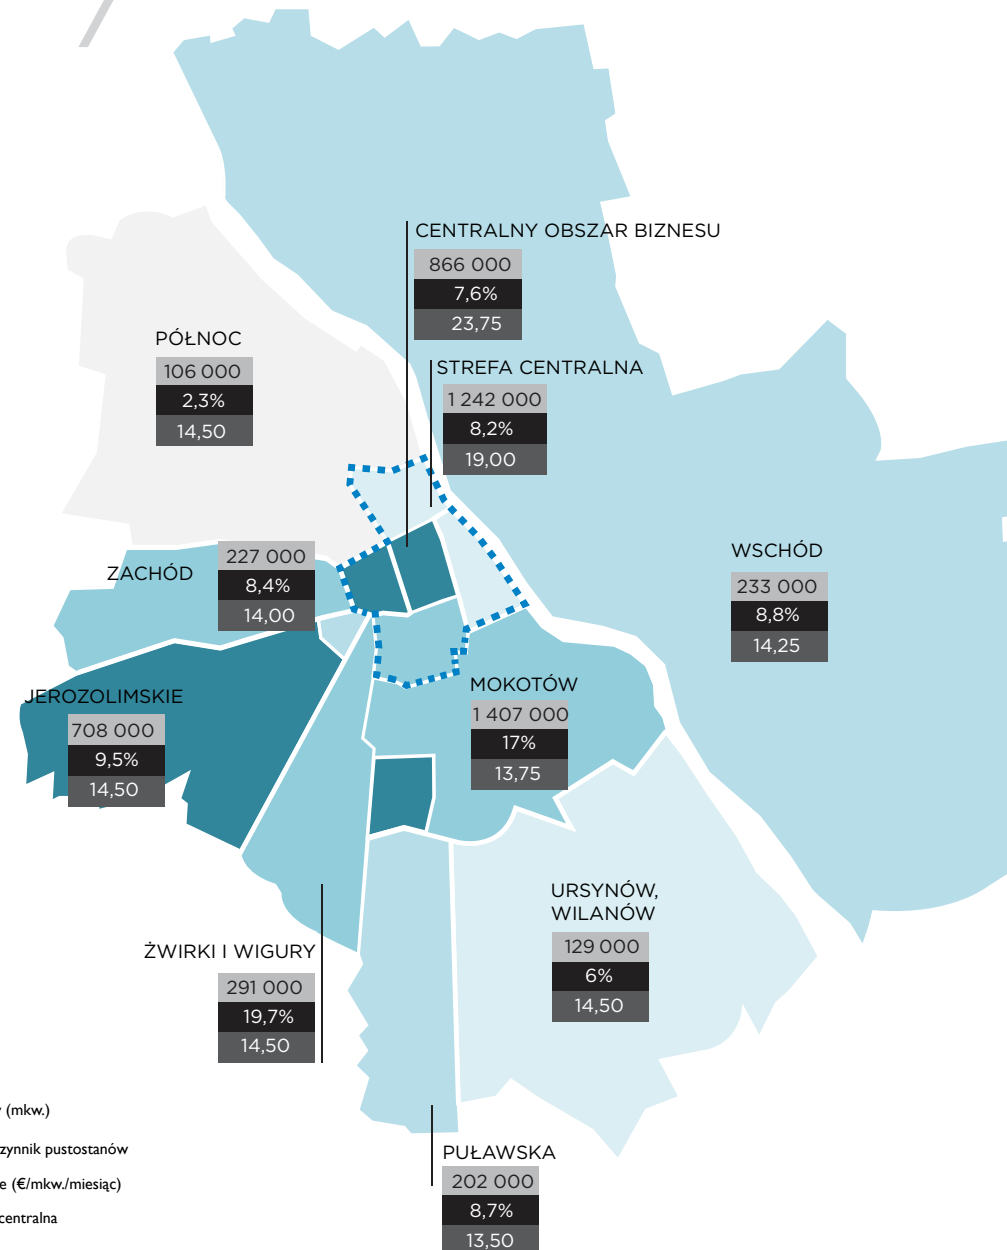 CENTRALNY OBSZAR BIZNESU
866 000
7,6%
23,75
PÓŁNOC
106 000
2,3%
14,50
STREFA CENTRALNA
1 242 000
8,2%
19,00
ZACHÓD
227 000
8,4%
14,00
WSCHÓD
233 000
8,8%
14,25
JEROZOLIMSKIE
708 000
9,5%
14,50
MOKOTÓW
1 407 000
17%
13,75
URSYNÓW,
WILANÓW
129 000
6%
14,50
ŻWIRKI I WIGURY
291 000
19,7%
14,50
PUŁAWSKA
202 000
8,7%
13,50
(mkw.)
zynnik pustostanów
e (€/mkw./miesiąc)
centralna